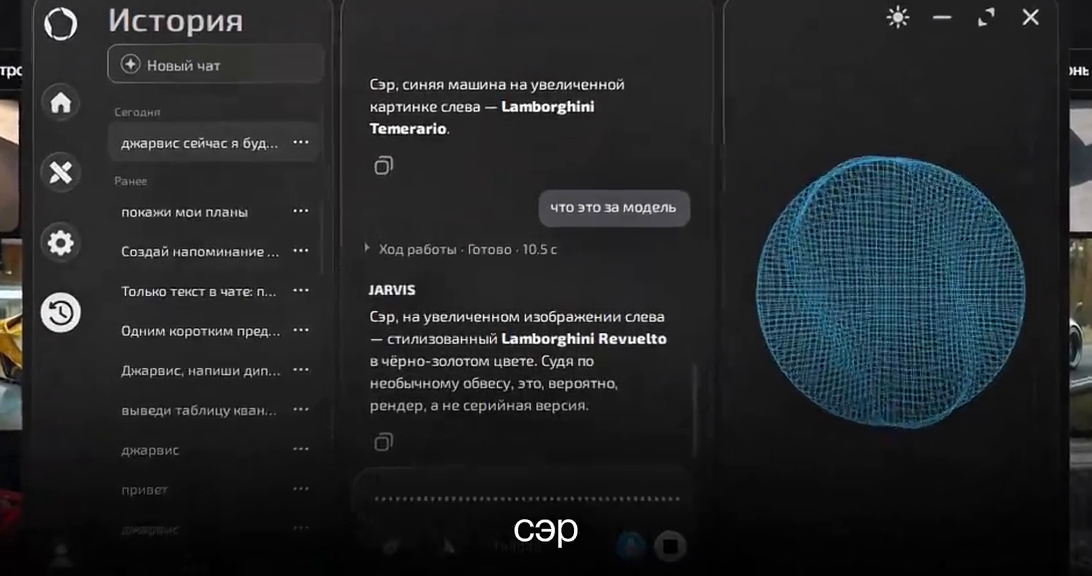 История
Новый чат
Сегодня
джарвис сейчас я буд...
Ранее
покажи мои планы
Создай напоминание ...
Только текст в чате: п...
Одним коротким пред...
Джарвис, напиши дип...
выведи таблицу кван...
джарвис
привет
джарвис
Сэр, синяя машина на увеличенной
картинке слева — Lamborghini
Temerario.
что это за модель
Ход работы · Готово · 10.5 с
JARVIS
Сэр, на увеличенном изображении слева
— стилизованный Lamborghini Revuelto
в чёрно-золотом цвете. Судя по
необычному обвесу, это, вероятно,
рендер, а не серийная версия.
сэр